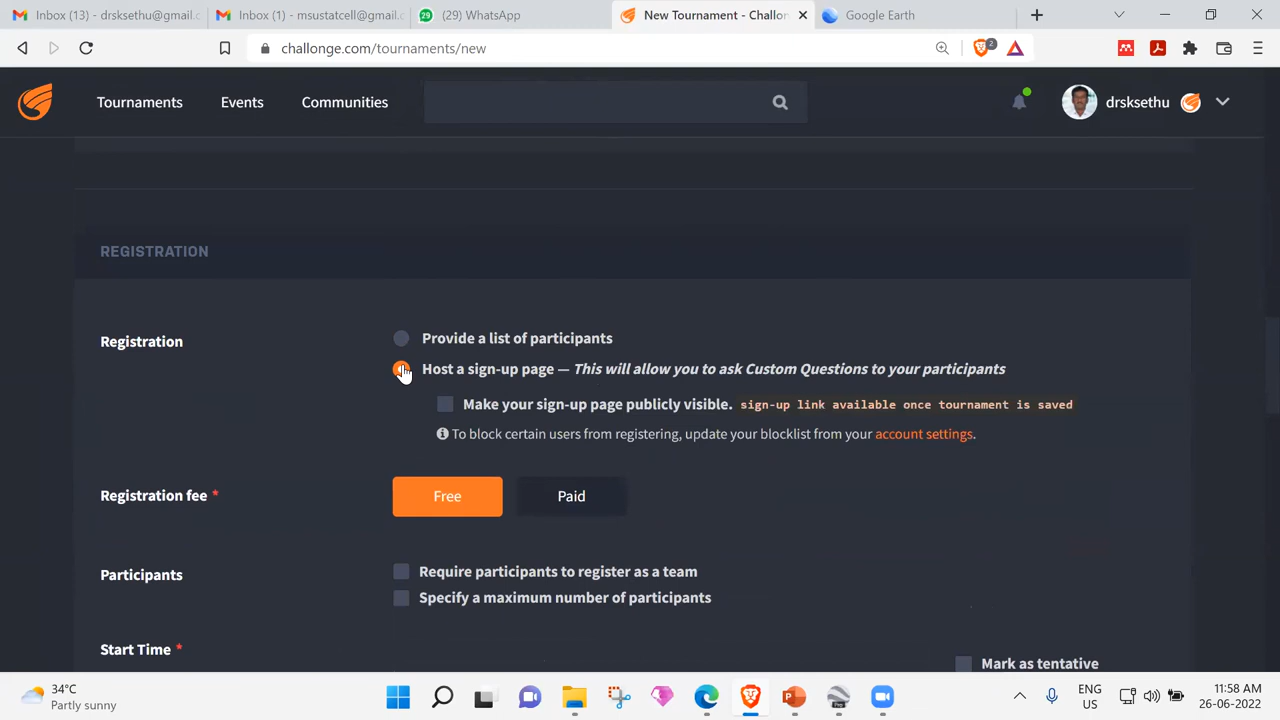 Inbox (13) - drsksethu@gmail.c
Inbox (1) - msustatcell@gmail.c
(29) WhatsApp
New Tournament - Challon
Google Earth
challonge.com/tournaments/new
2
Tournaments
Events
Communities
drsksethu
REGISTRATION
Registration
Provide a list of participants
Host a sign-up page — This will allow you to ask Custom Questions to your participants
Make your sign-up page publicly visible. sign-up link available once tournament is saved
To block certain users from registering, update your blocklist from your account settings.
Registration fee *
Free
Paid
Participants
Require participants to register as a team
Specify a maximum number of participants
Start Time *
Mark as tentative
34°C
Partly sunny
ENG
US
11:58 AM
26-06-2022